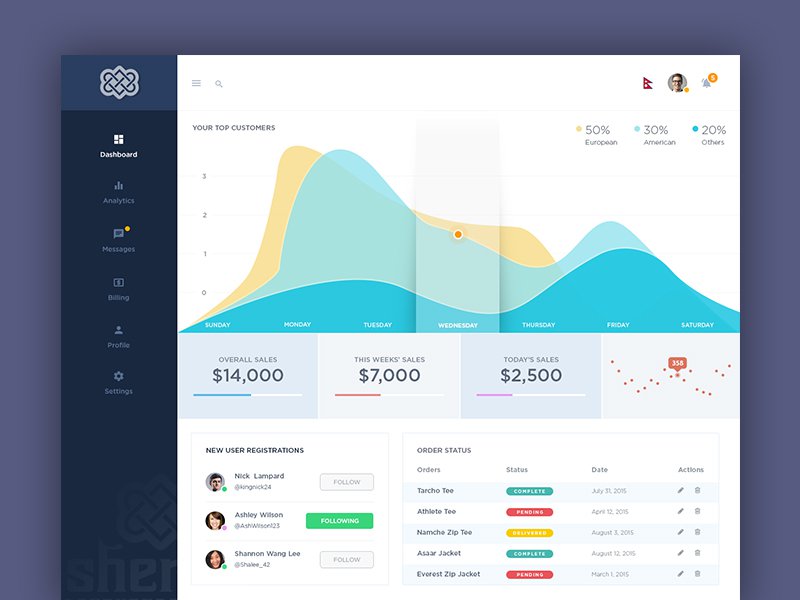 5
YOUR TOP CUSTOMERS
50%
European
30%
American
20%
Others
Dashboard
Analytics
Messages
Billing
Profile
Settings
3
2
1
0
SUNDAY MONDAY TUESDAY WEDNESDAY THURSDAY FRIDAY SATURDAY
OVERALL SALES
$14,000
THIS WEEKS' SALES
$7,000
TODAY'S SALES
$2,500
358
NEW USER REGISTRATIONS
Nick Lampard
@kingnick24
FOLLOW
Ashley Wilson
@AshWilson123
FOLLOWING
Shannon Wang Lee
@Shalee_42
FOLLOW
ORDER STATUS
Orders Status Date Actions
Tarcho Tee COMPLETE July 31, 2015
Athlete Tee PENDING April 12, 2015
Namche Zip Tee DELIVERED August 3, 2015
Asaar Jacket COMPLETE August 12, 2015
Everest Zip Jacket PENDING March 1, 2015